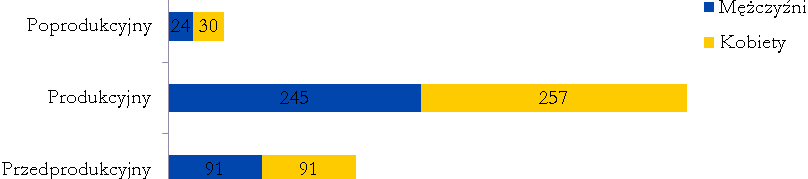 Poprodukcyjny 24 30
Produkcyjny 245 257
Przedprodukcyjny 91 91
Mężczyźni
Kobiety